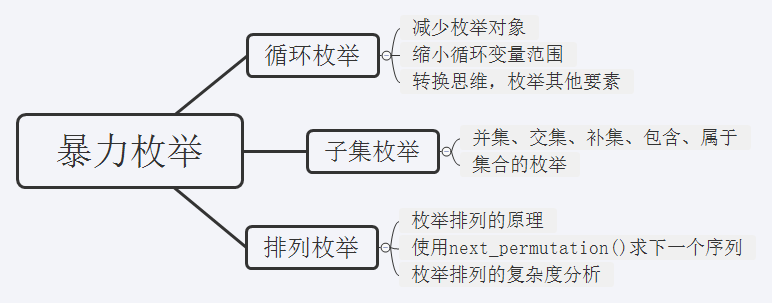 暴力枚举
循环枚举
减少枚举对象
缩小循环变量范围
转换思维，枚举其他要素
子集枚举
并集、交集、补集、包含、属于
集合的枚举
排列枚举
枚举排列的原理
使用next_permutation()求下一个序列
枚举排列的复杂度分析